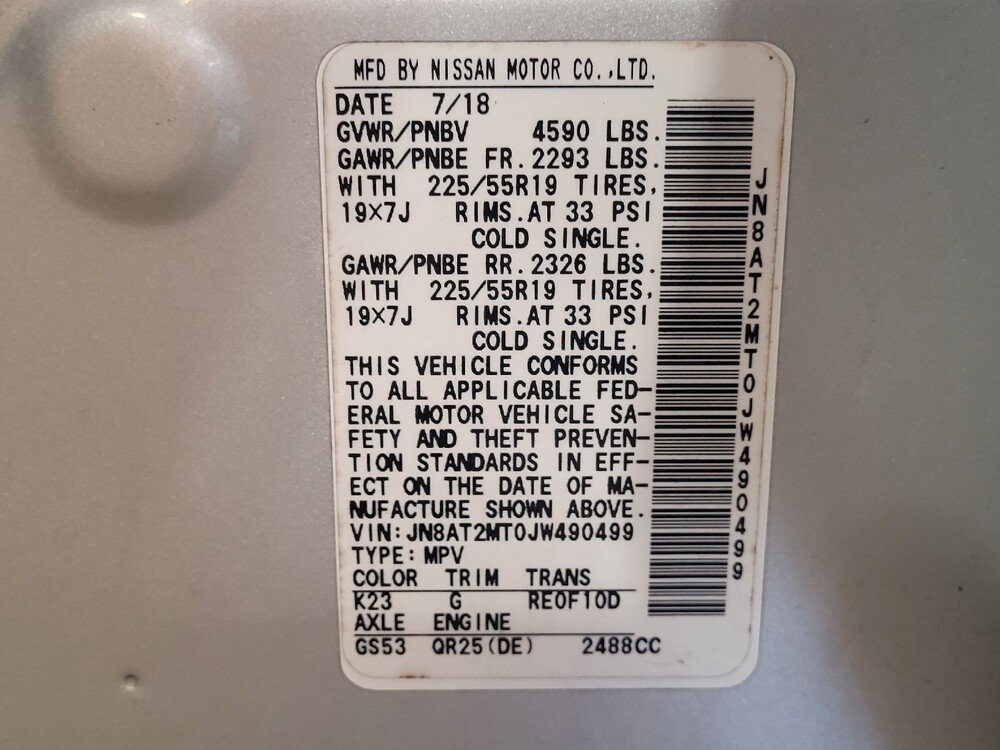 MFD BY NISSAN MOTOR CO.,LTD.
DATE 7/18
GVWR/PNBV 4590 LBS.
GAWR/PNBE FR.2293 LBS.
WITH 225/55R19 TIRES,
19×7J RIMS.AT 33 PSI
COLD SINGLE.
GAWR/PNBE RR.2326 LBS.
WITH 225/55R19 TIRES,
19×7J RIMS.AT 33 PSI
COLD SINGLE.
THIS VEHICLE CONFORMS
TO ALL APPLICABLE FED-
ERAL MOTOR VEHICLE SA-
FETY AND THEFT PREVEN-
TION STANDARDS IN EFF-
ECT ON THE DATE OF MA-
NUFACTURE SHOWN ABOVE.
VIN:JN8AT2MT0JW490499
TYPE:MPV
COLOR TRIM TRANS
K23 G RE0F10D
AXLE ENGINE
GS53 QR25(DE) 2488CC
JN8AT2MT0JW490499